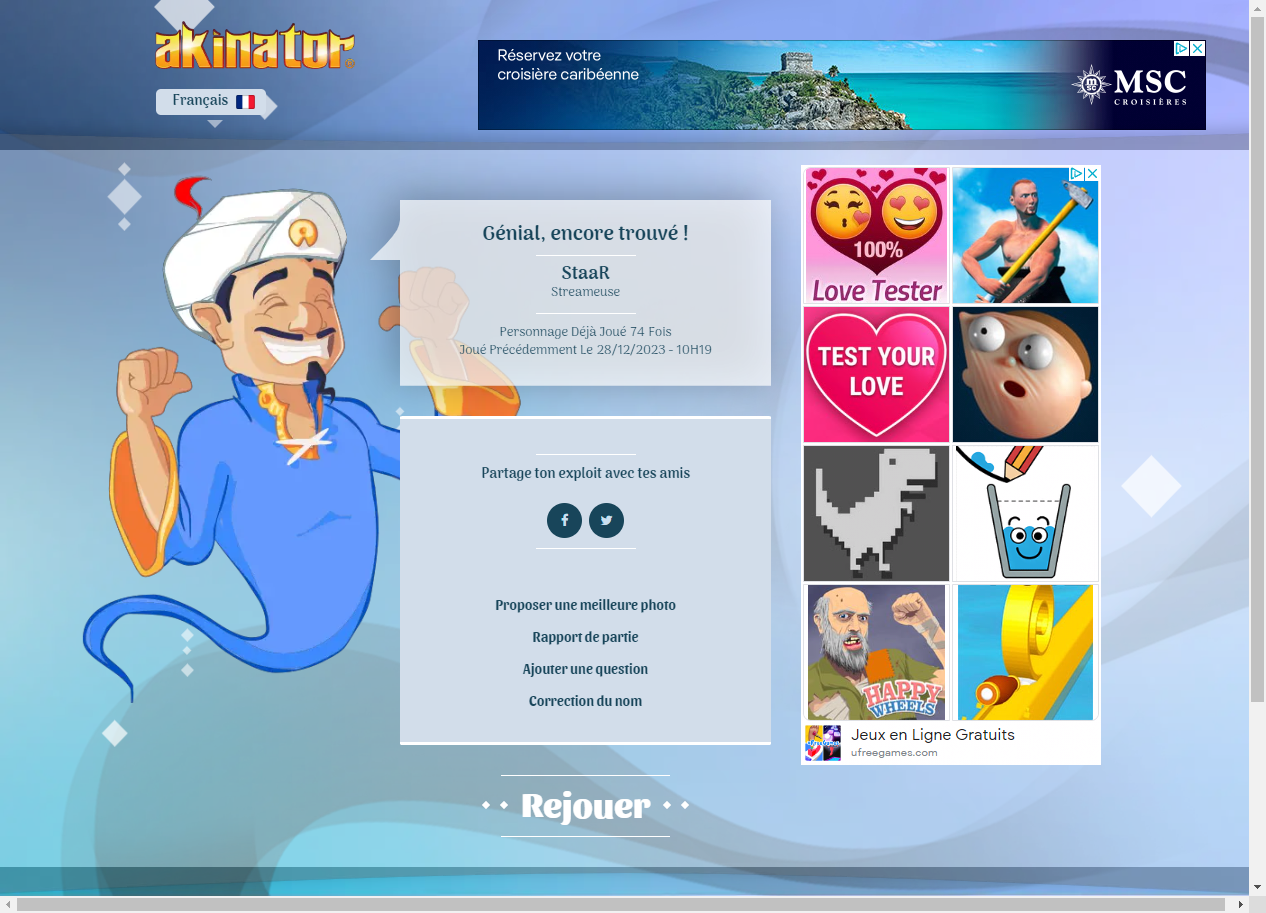 akinator
Français
Réservez votre
croisière caribéenne
MSC
CROISIÈRES
Génial, encore trouvé !
StaaR
Streameuse
Personnage Déjà Joué 74 Fois
Joué Précédemment Le 28/12/2023 - 10H19
Partage ton exploit avec tes amis
Proposer une meilleure photo
Rapport de partie
Ajouter une question
Correction du nom
Rejouer
100%
Love Tester
TEST YOUR
LOVE
HAPPY
WHEELS
Jeux en Ligne Gratuits
ufreegames.com